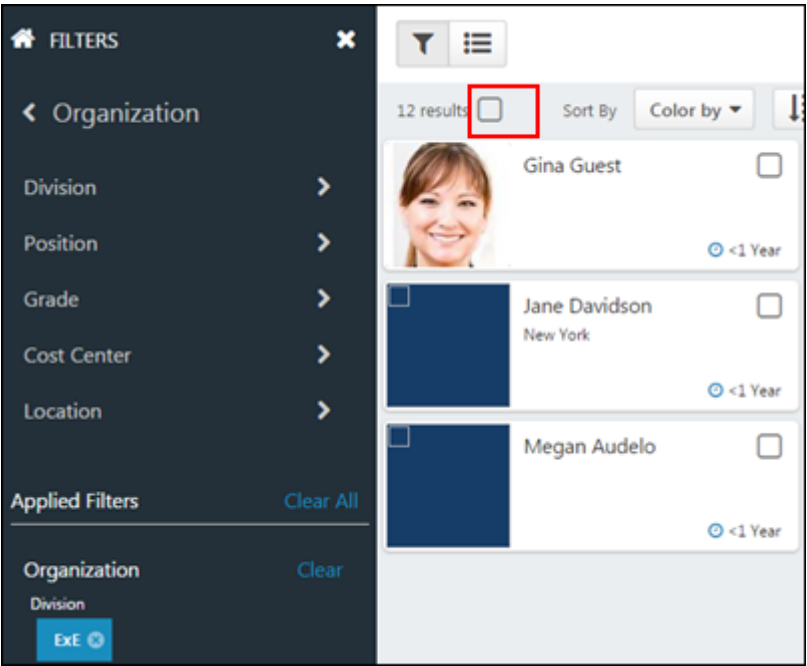 FILTERS
Organization
Division
Position
Grade
Cost Center
Location
Applied Filters Clear All
Organization Clear
Division
ExE
12 results Sort By Color by
Gina Guest
<1 Year
Jane Davidson
New York
<1 Year
Megan Audelo
<1 Year